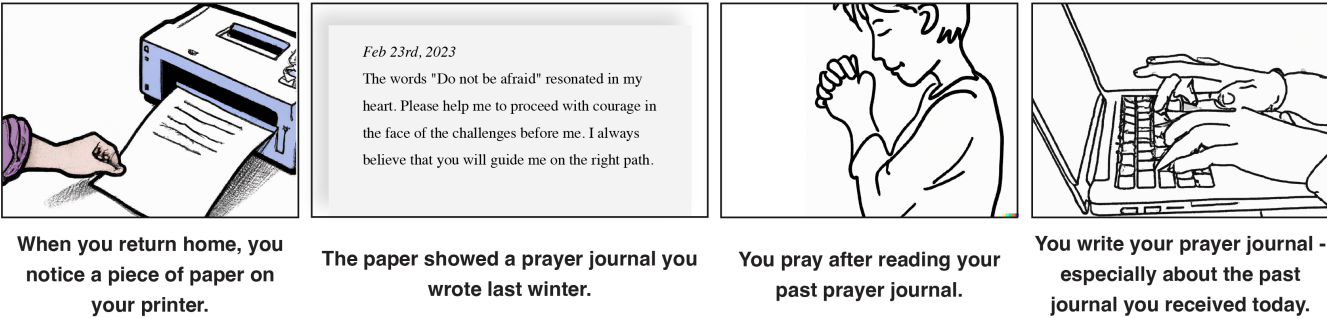 Feb 23rd, 2023
The words "Do not be afraid" resonated in my
heart. Please help me to proceed with courage in
the face of the challenges before me. I always
believe that you will guide me on the right path.
When you return home, you
notice a piece of paper on
your printer.
The paper showed a prayer journal you
wrote last winter.
You pray after reading your
past prayer journal.
You write your prayer journal -
especially about the past
journal you received today.